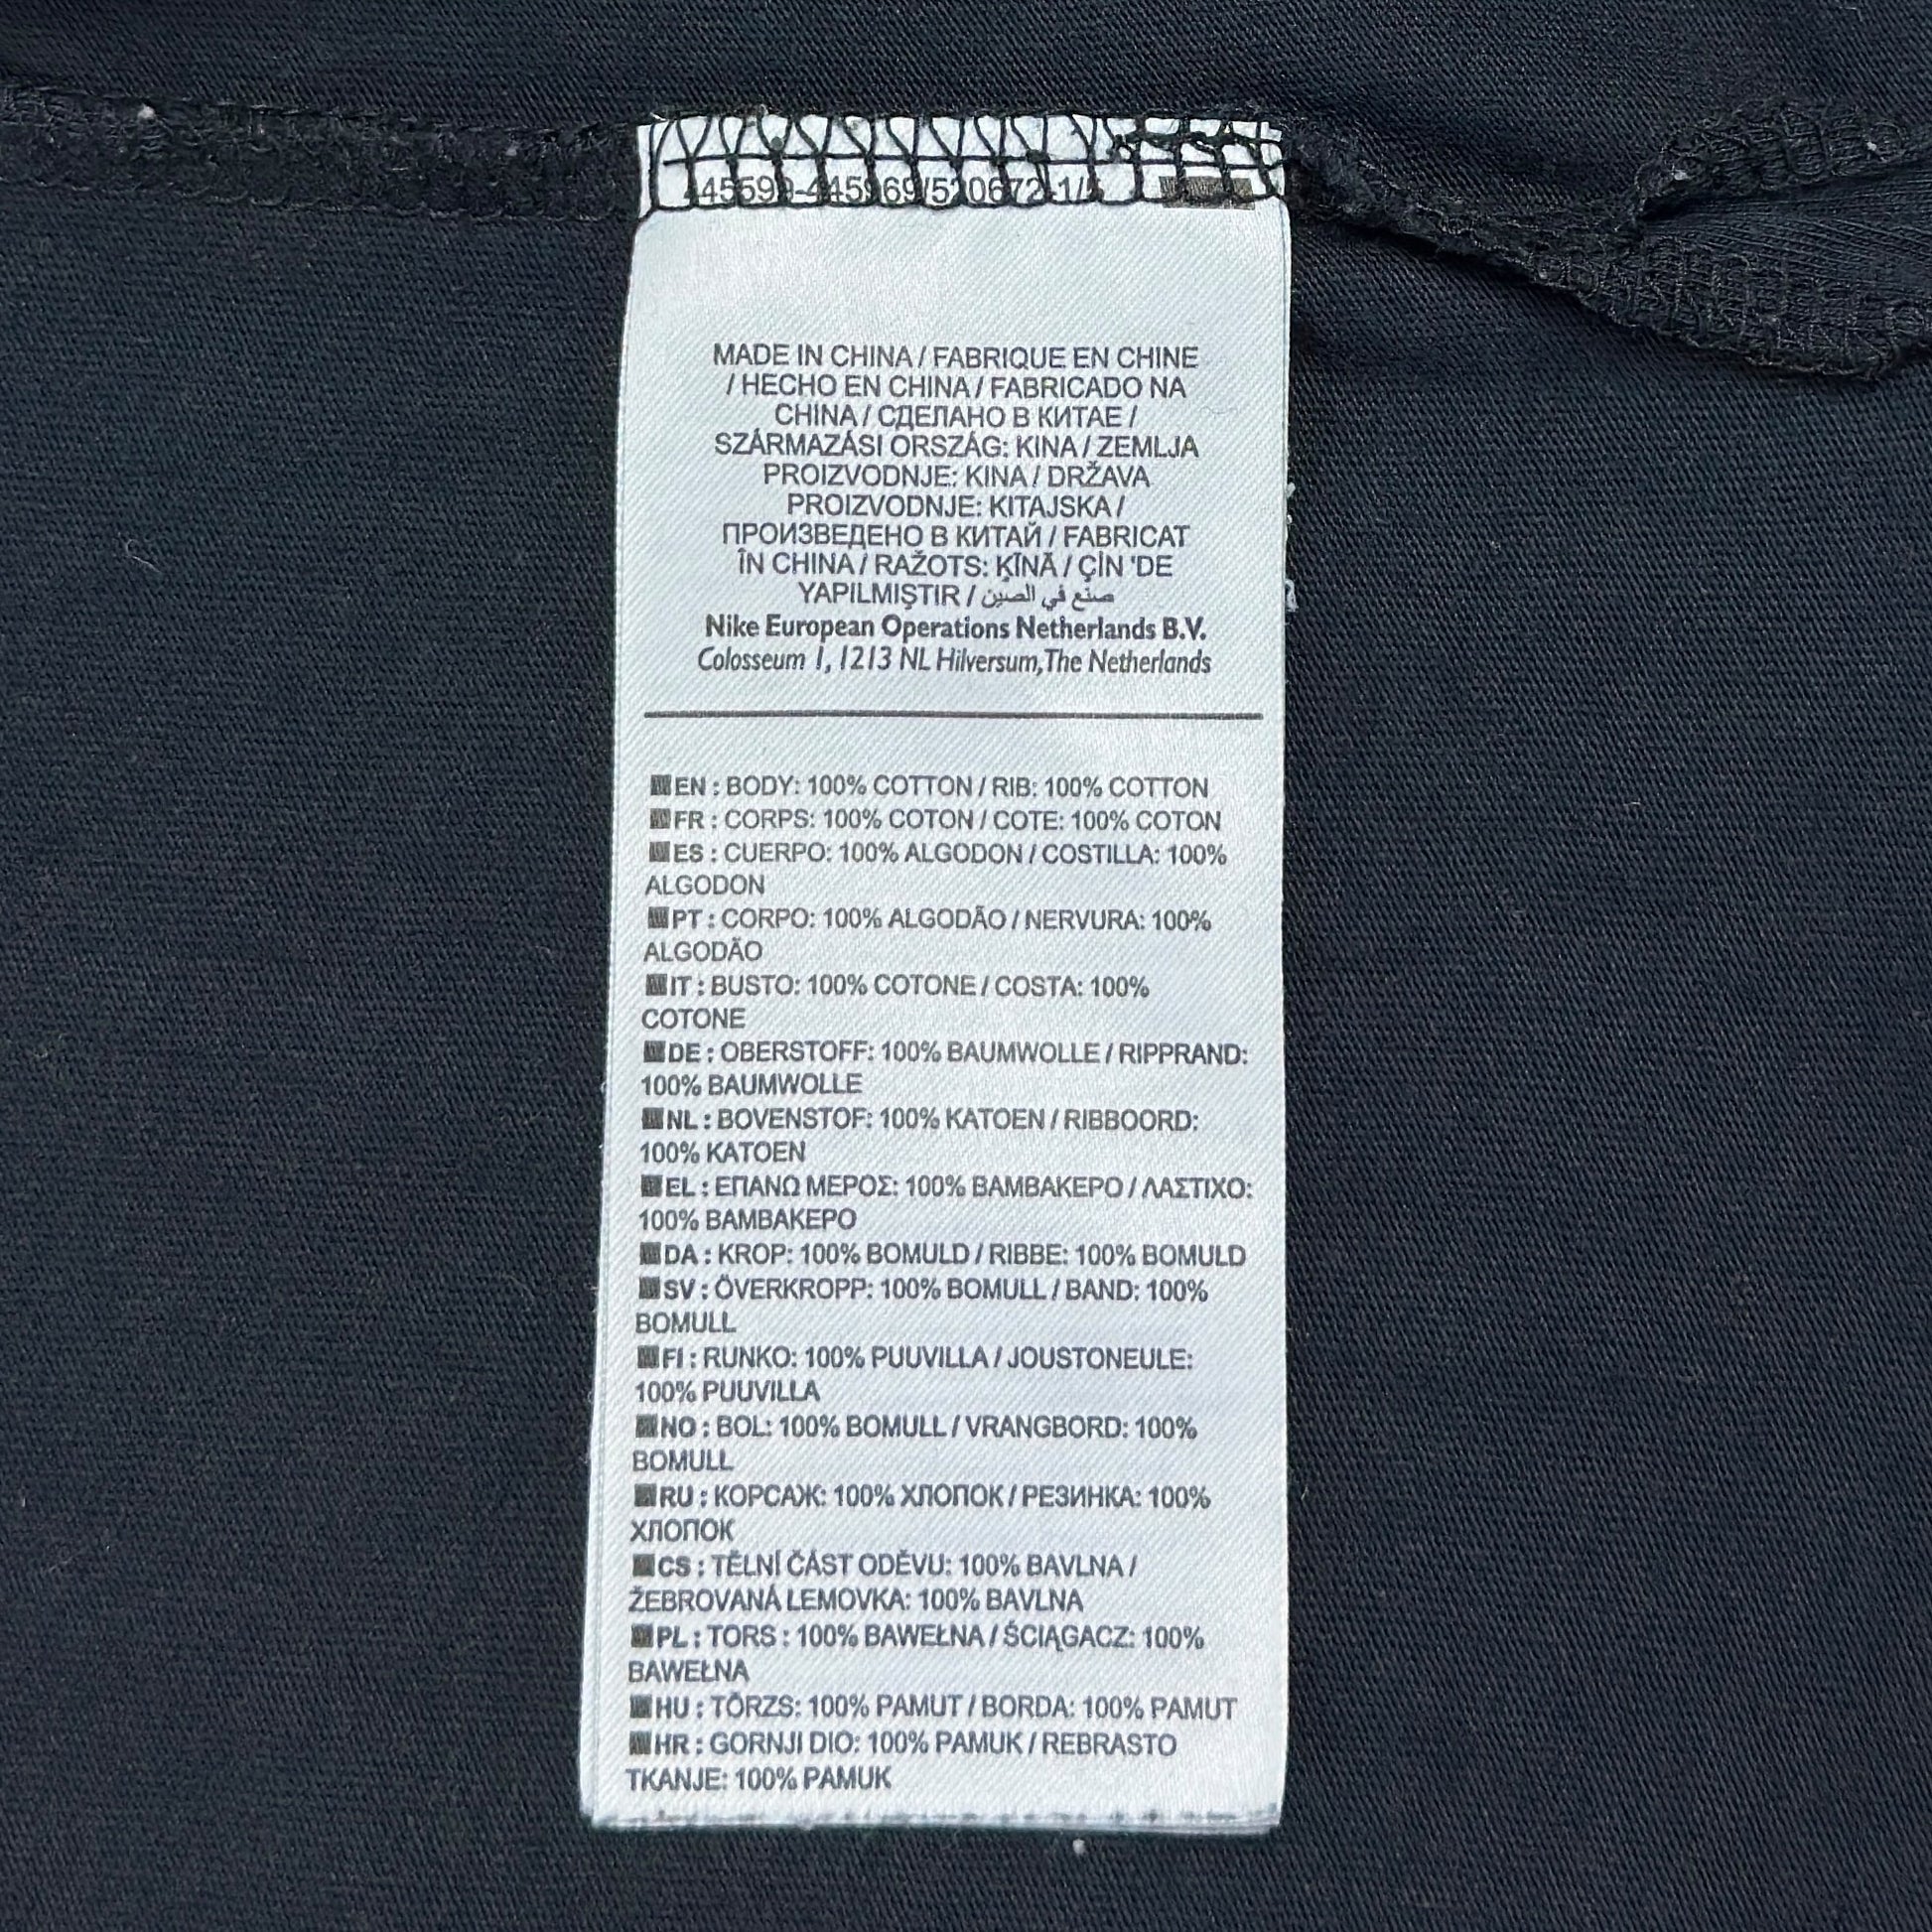 MADE IN CHINA / FABRIQUE EN CHINE
/ HECHO EN CHINA / FABRICADO NA
CHINA / СДЕЛАНО В КИТАЕ /
SZÁRMAZÁSI ORSZÁG: KINA / ZEMLJA
PROIZVODNJE: KINA / DRŽAVA
PROIZVODNJE: KITAJSKA /
ПРОИЗВЕДЕНО В КИТАЙ / FABRICAT
ÎN CHINA / RAŽOTS: ĶĪNĀ / ÇİN 'DE
YAPILMIŞTIR / صنع في الصين
Nike European Operations Netherlands B.V.
Colosseum 1, 1213 NL Hilversum, The Netherlands
EN : BODY: 100% COTTON / RIB: 100% COTTON
FR : CORPS: 100% COTON / COTE: 100% COTON
ES : CUERPO: 100% ALGODON / COSTILLA: 100%
ALGODON
PT : CORPO: 100% ALGODÃO / NERVURA: 100%
ALGODÃO
IT : BUSTO: 100% COTONE / COSTA: 100%
COTONE
DE : OBERSTOFF: 100% BAUMWOLLE / RIPPRAND:
100% BAUMWOLLE
NL : BOVENSTOF: 100% KATOEN / RIBBOORD:
100% KATOEN
EL : ΕΠΑΝΩ ΜΕΡΟΣ: 100% ΒΑΜΒΑΚΕΡΟ / ΛΑΣΤΙΧΟ:
100% ΒΑΜΒΑΚΕΡΟ
DA : KROP: 100% BOMULD / RIBBE: 100% BOMULD
SV : ÖVERKROPP: 100% BOMULL / BAND: 100%
BOMULL
FI : RUNKO: 100% PUUVILLA / JOUSTONEULE:
100% PUUVILLA
NO : BOL: 100% BOMULL / VRANGBORD: 100%
BOMULL
RU : КОРСАЖ: 100% ХЛОПОК / РЕЗИНКА: 100%
ХЛОПОК
CS : TĚLNÍ ČÁST ODĚVU: 100% BAVLNA /
ŽEBROVANÁ LEMOVKA: 100% BAVLNA
PL : TORS : 100% BAWEŁNA / ŚCIĄGACZ: 100%
BAWEŁNA
HU : TÖRZS: 100% PAMUT / BORDA: 100% PAMUT
HR : GORNJI DIO: 100% PAMUK / REBRASTO
TKANJE: 100% PAMUK